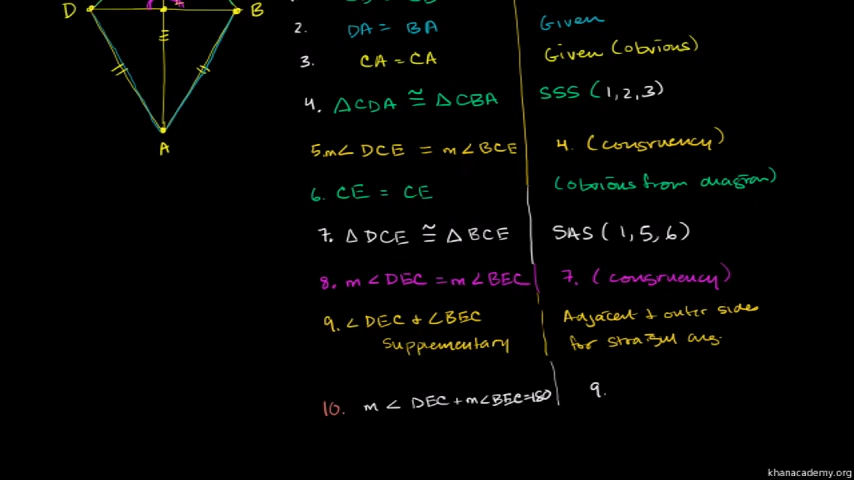 D B
2. DA = BA Given
3. CA = CA Given (obvious)
4. △CDA ≅ △CBA SSS (1,2,3)
A
5. m∠DCE = m∠BCE 4. (congruency)
6. CE = CE (obvious from diagram)
7. △DCE ≅ △BCE SAS (1,5,6)
8. m∠DEC = m∠BEC 7. (congruency)
9. ∠DEC + ∠BEC Adjacent + outer sides
Supplementary for straight ang.
10. m∠DEC + m∠BEC=180 9.
khanacademy.org